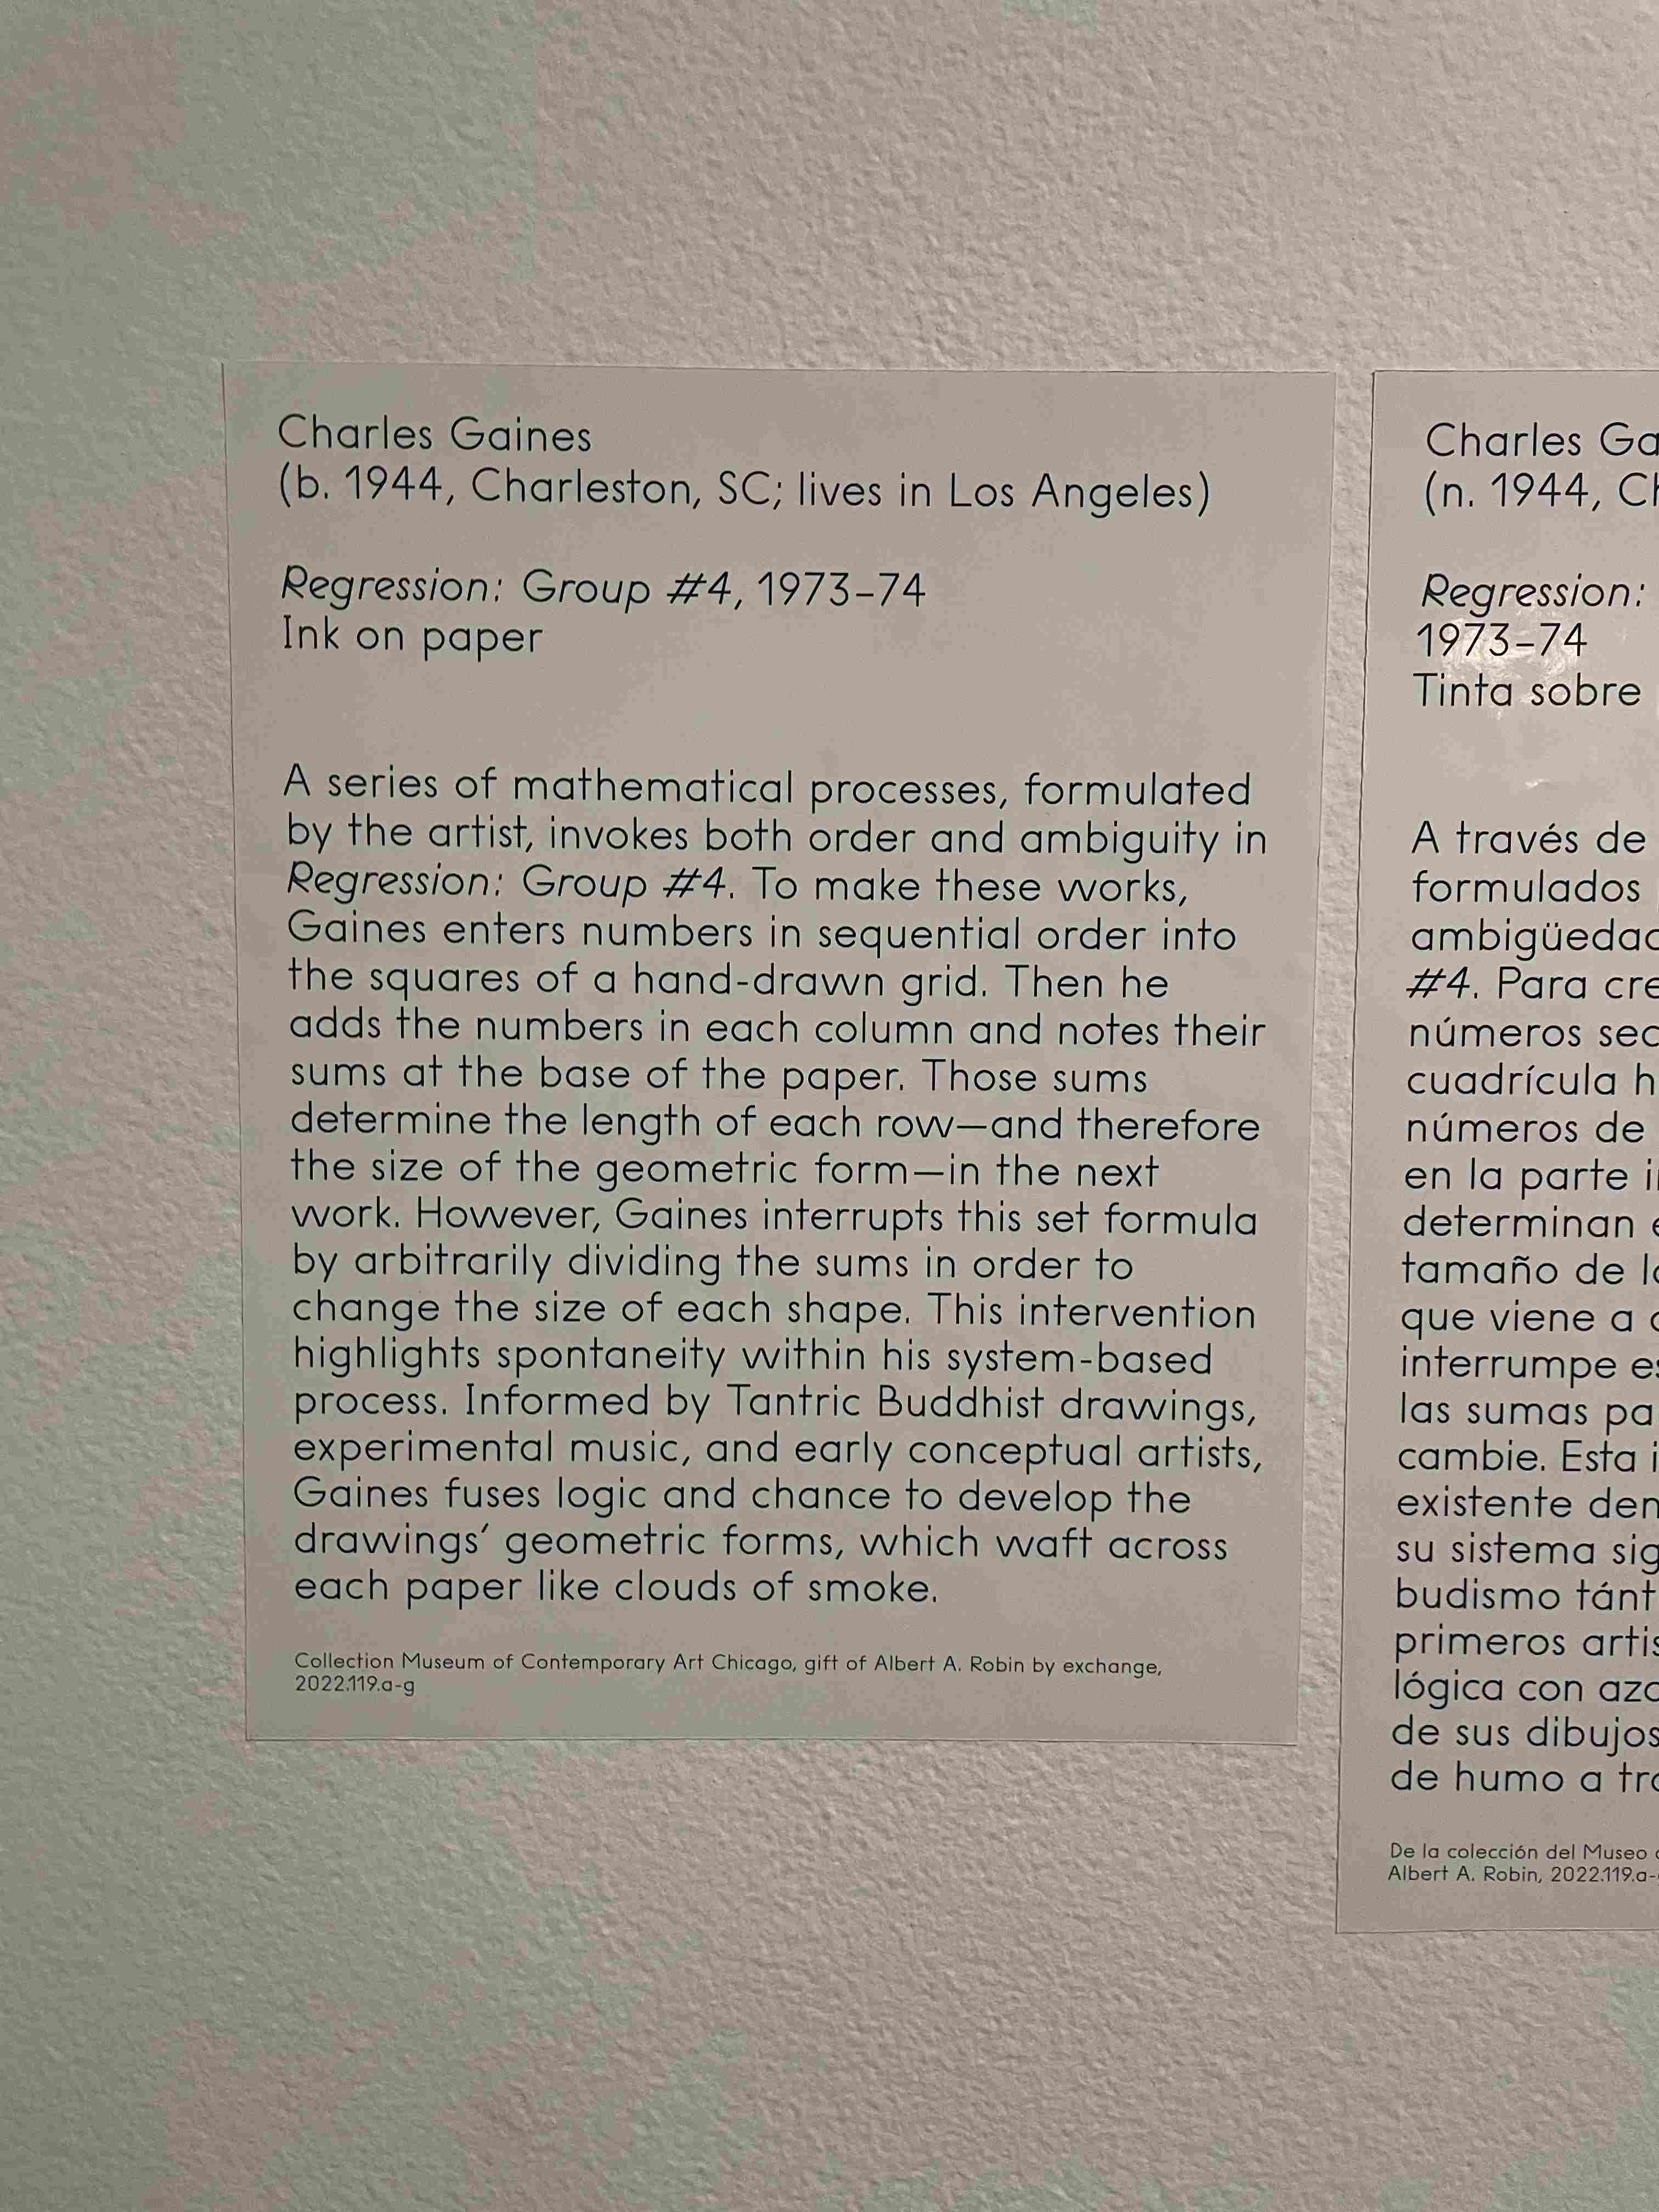 Charles Gaines
(b. 1944, Charleston, SC; lives in Los Angeles)
Regression: Group #4, 1973–74
Ink on paper
A series of mathematical processes, formulated
by the artist, invokes both order and ambiguity in
Regression: Group #4. To make these works,
Gaines enters numbers in sequential order into
the squares of a hand-drawn grid. Then he
adds the numbers in each column and notes their
sums at the base of the paper. Those sums
determine the length of each row—and therefore
the size of the geometric form—in the next
work. However, Gaines interrupts this set formula
by arbitrarily dividing the sums in order to
change the size of each shape. This intervention
highlights spontaneity within his system-based
process. Informed by Tantric Buddhist drawings,
experimental music, and early conceptual artists,
Gaines fuses logic and chance to develop the
drawings’ geometric forms, which waft across
each paper like clouds of smoke.
Collection Museum of Contemporary Art Chicago, gift of Albert A. Robin by exchange,
2022.119.a-g
Charles
(n. 1944,
Regression:
1973–74
Tinta sobre
A través de
formulados
#4. Para
números
cuadrícula
números de
en la parte
determinan
tamaño de
que viene a
interrumpe
las sumas
cambie. Esta
existente
su sistema
budismo
primeros
lógica con
de sus dibujos
de humo a
De la colección del Museo
Albert A. Robin, 2022.119.a-